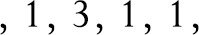 , 1, 3, 1, 1,